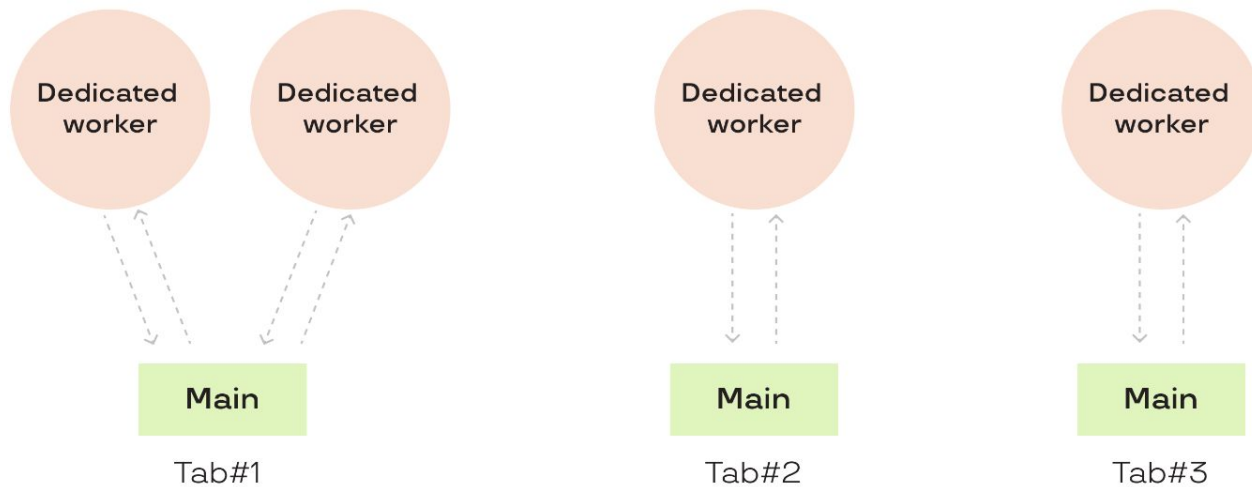 Dedicated
worker
Dedicated
worker
Dedicated
worker
Dedicated
worker
Main
Main
Main
Tab#1
Tab#2
Tab#3